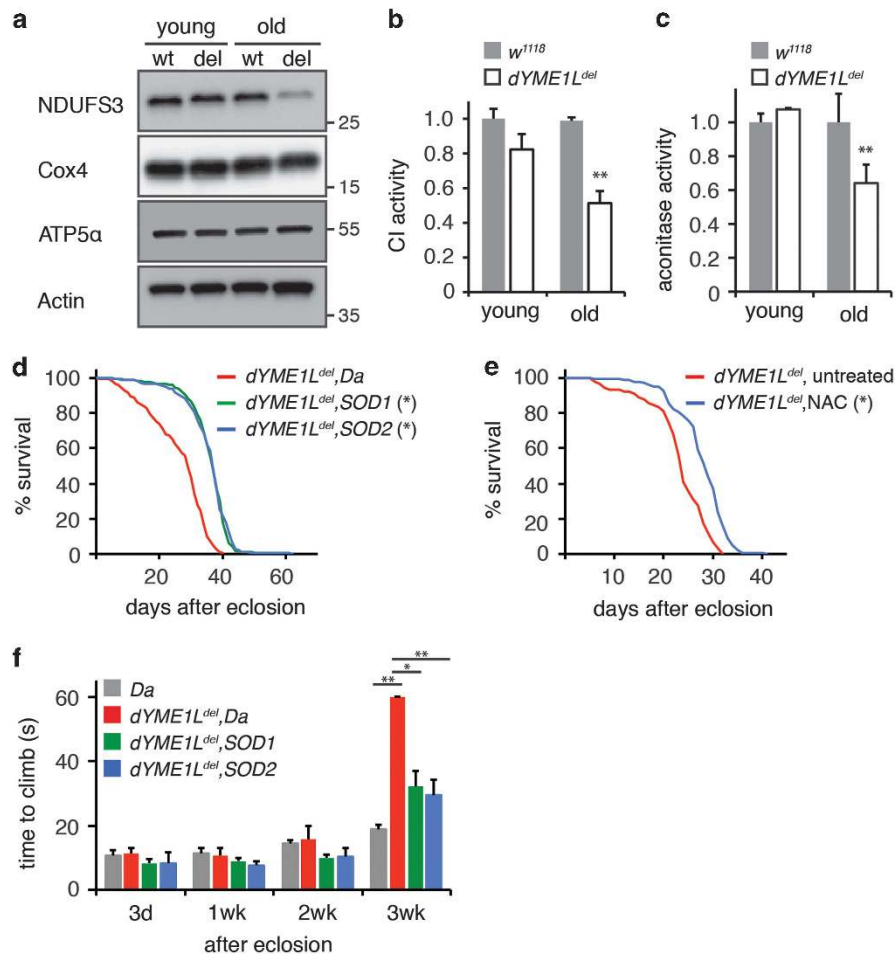 a
young old
wt del wt del
NDUFS3
25
Cox4
15
ATP5α
55
Actin
35
b
w1118
dYME1Ldel
CI activity
1.0
0.8
0.6
0.4
0.2
0
**
young old
c
w1118
dYME1Ldel
aconitase activity
1.0
0.8
0.6
0.4
0.2
0
**
young old
d
dYME1Ldel,Da
dYME1Ldel,SOD1 (*)
dYME1Ldel,SOD2 (*)
% survival
100
80
60
40
20
0
20 40 60
days after eclosion
e
dYME1Ldel, untreated
dYME1Ldel,NAC (*)
% survival
100
80
60
40
20
0
10 20 30 40
days after eclosion
f
Da
dYME1Ldel,Da
dYME1Ldel,SOD1
dYME1Ldel,SOD2
**
*
**
time to climb (s)
60
40
20
0
3d 1wk 2wk 3wk
after eclosion